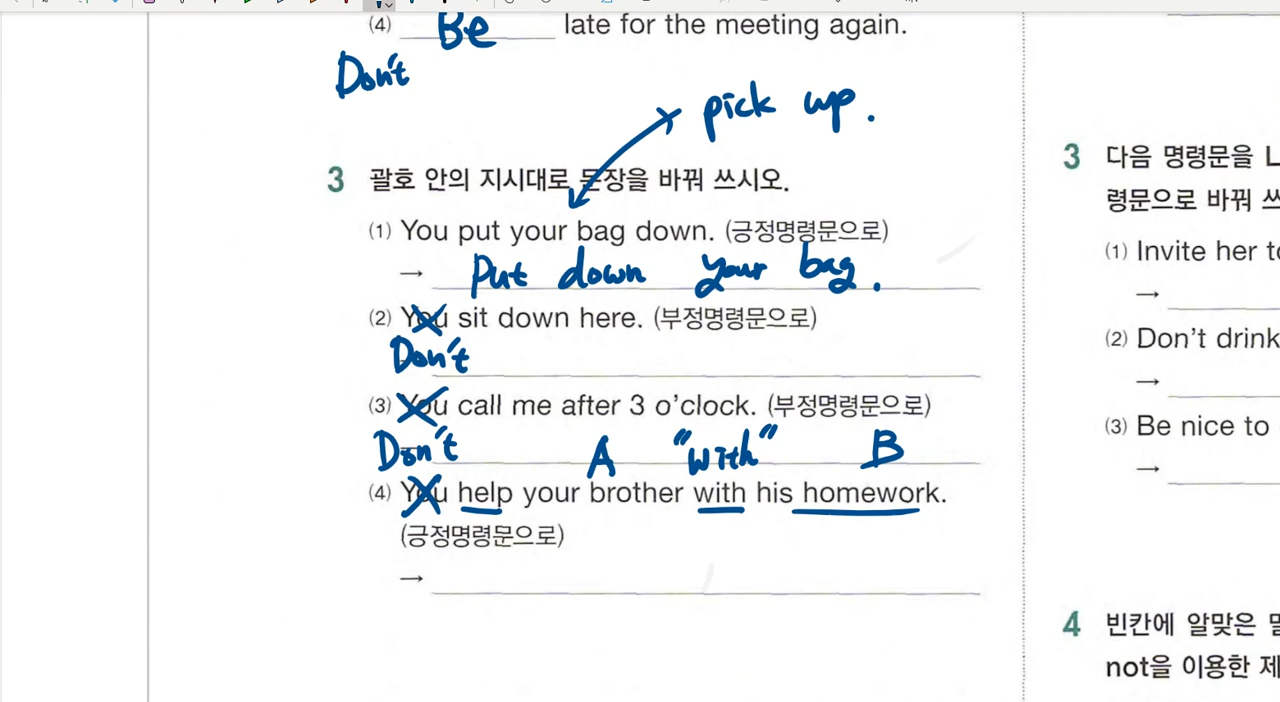 (4) Be late for the meeting again.
Don't
pick up.
3 괄호 안의 지시대로 문장을 바꿔 쓰시오.
(1) You put your bag down. (긍정명령문으로)
→ Put down your bag.
(2) You sit down here. (부정명령문으로)
Don't
(3) You call me after 3 o'clock. (부정명령문으로)
Don't A "with" B
(4) You help your brother with his homework.
(긍정명령문으로)
→
3 다음 명령문을 L
령문으로 바꿔 쓰
(1) Invite her to
→
(2) Don't drink
→
(3) Be nice to
→
4 빈칸에 알맞은 말
not을 이용한 제